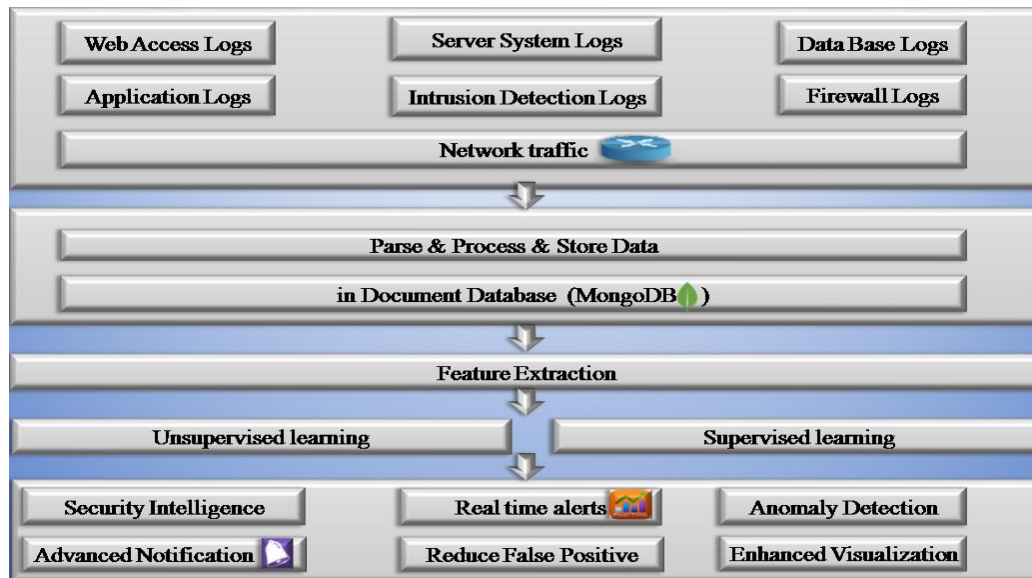 Web Access Logs
Server System Logs
Data Base Logs
Application Logs
Intrusion Detection Logs
Firewall Logs
Network traffic
Parse & Process & Store Data
in Document Database (MongoDB)
Feature Extraction
Unsupervised learning
Supervised learning
Security Intelligence
Real time alerts
Anomaly Detection
Advanced Notification
Reduce False Positive
Enhanced Visualization